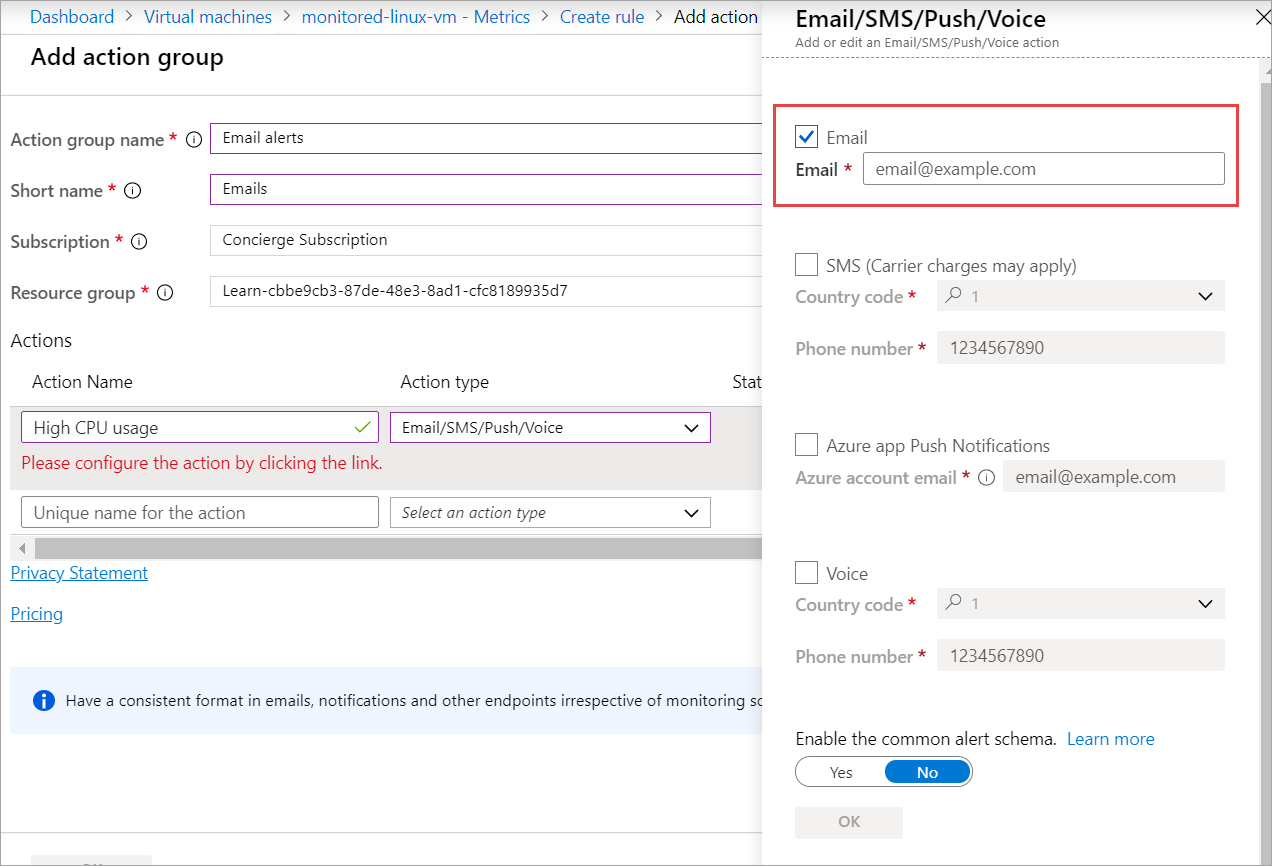 Dashboard > Virtual machines > monitored-linux-vm - Metrics > Create rule > Add action
Add action group
Action group name *
Email alerts
Short name *
Emails
Subscription *
Concierge Subscription
Resource group *
Learn-cbbe9cb3-87de-48e3-8ad1-cfc8189935d7
Actions
Action Name Action type Stat
High CPU usage Email/SMS/Push/Voice
Please configure the action by clicking the link.
Unique name for the action Select an action type
Privacy Statement
Pricing
Have a consistent format in emails, notifications and other endpoints irrespective of monitoring
Email/SMS/Push/Voice
Add or edit an Email/SMS/Push/Voice action
Email
Email * email@example.com
SMS (Carrier charges may apply)
Country code * 1
Phone number * 1234567890
Azure app Push Notifications
Azure account email * email@example.com
Voice
Country code * 1
Phone number * 1234567890
Enable the common alert schema. Learn more
Yes No
OK